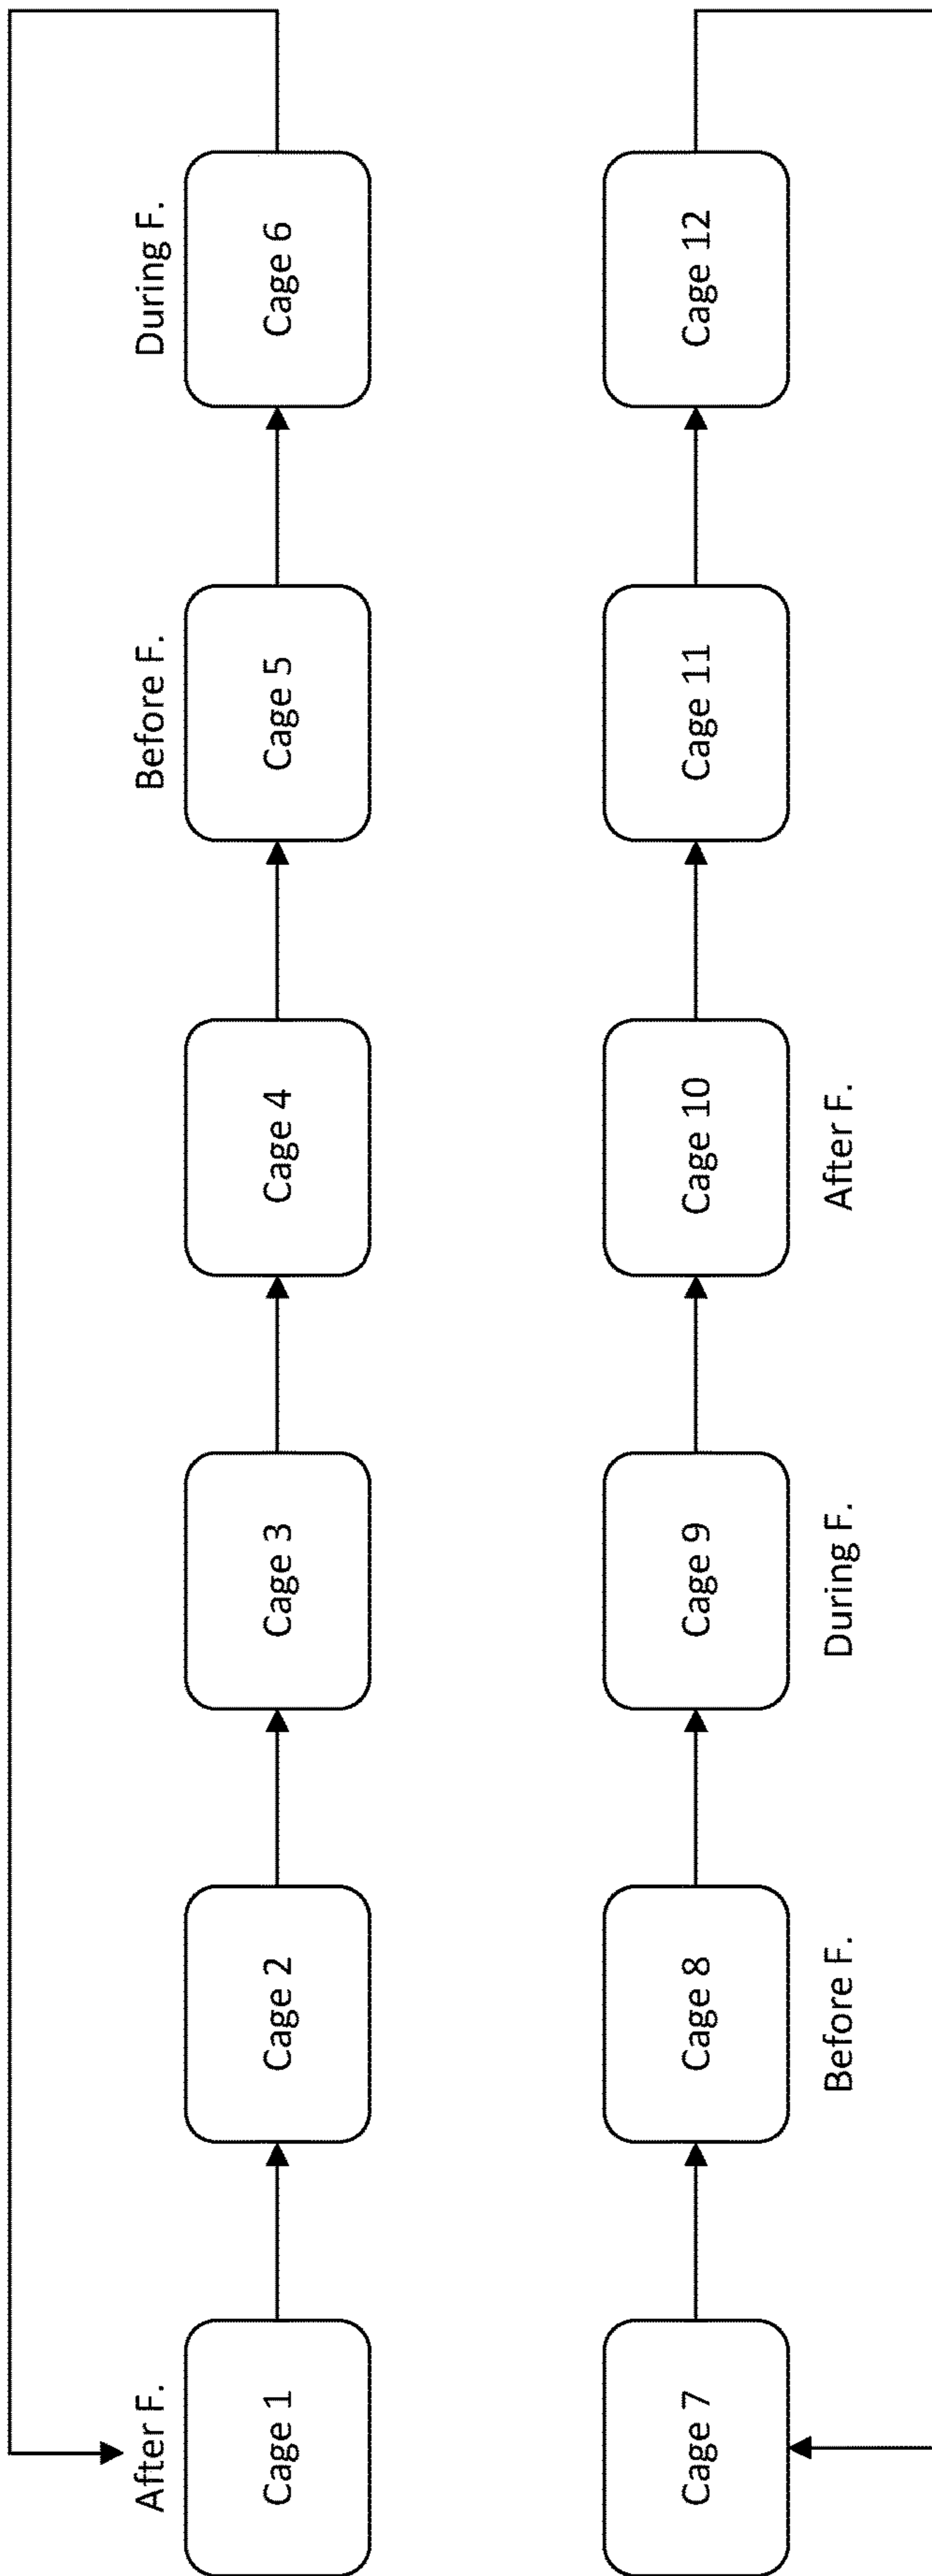 After F.
Before F.
During F.
Cage 1
Cage 2
Cage 3
Cage 4
Cage 5
Cage 6
Cage 7
Cage 8
Cage 9
Cage 10
Cage 11
Cage 12
Before F.
During F.
After F.